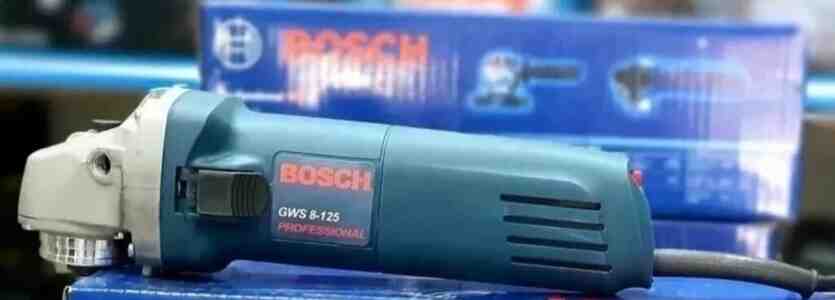 BOSCH
BOSCH
GWS 8-125
PROFESSIONAL